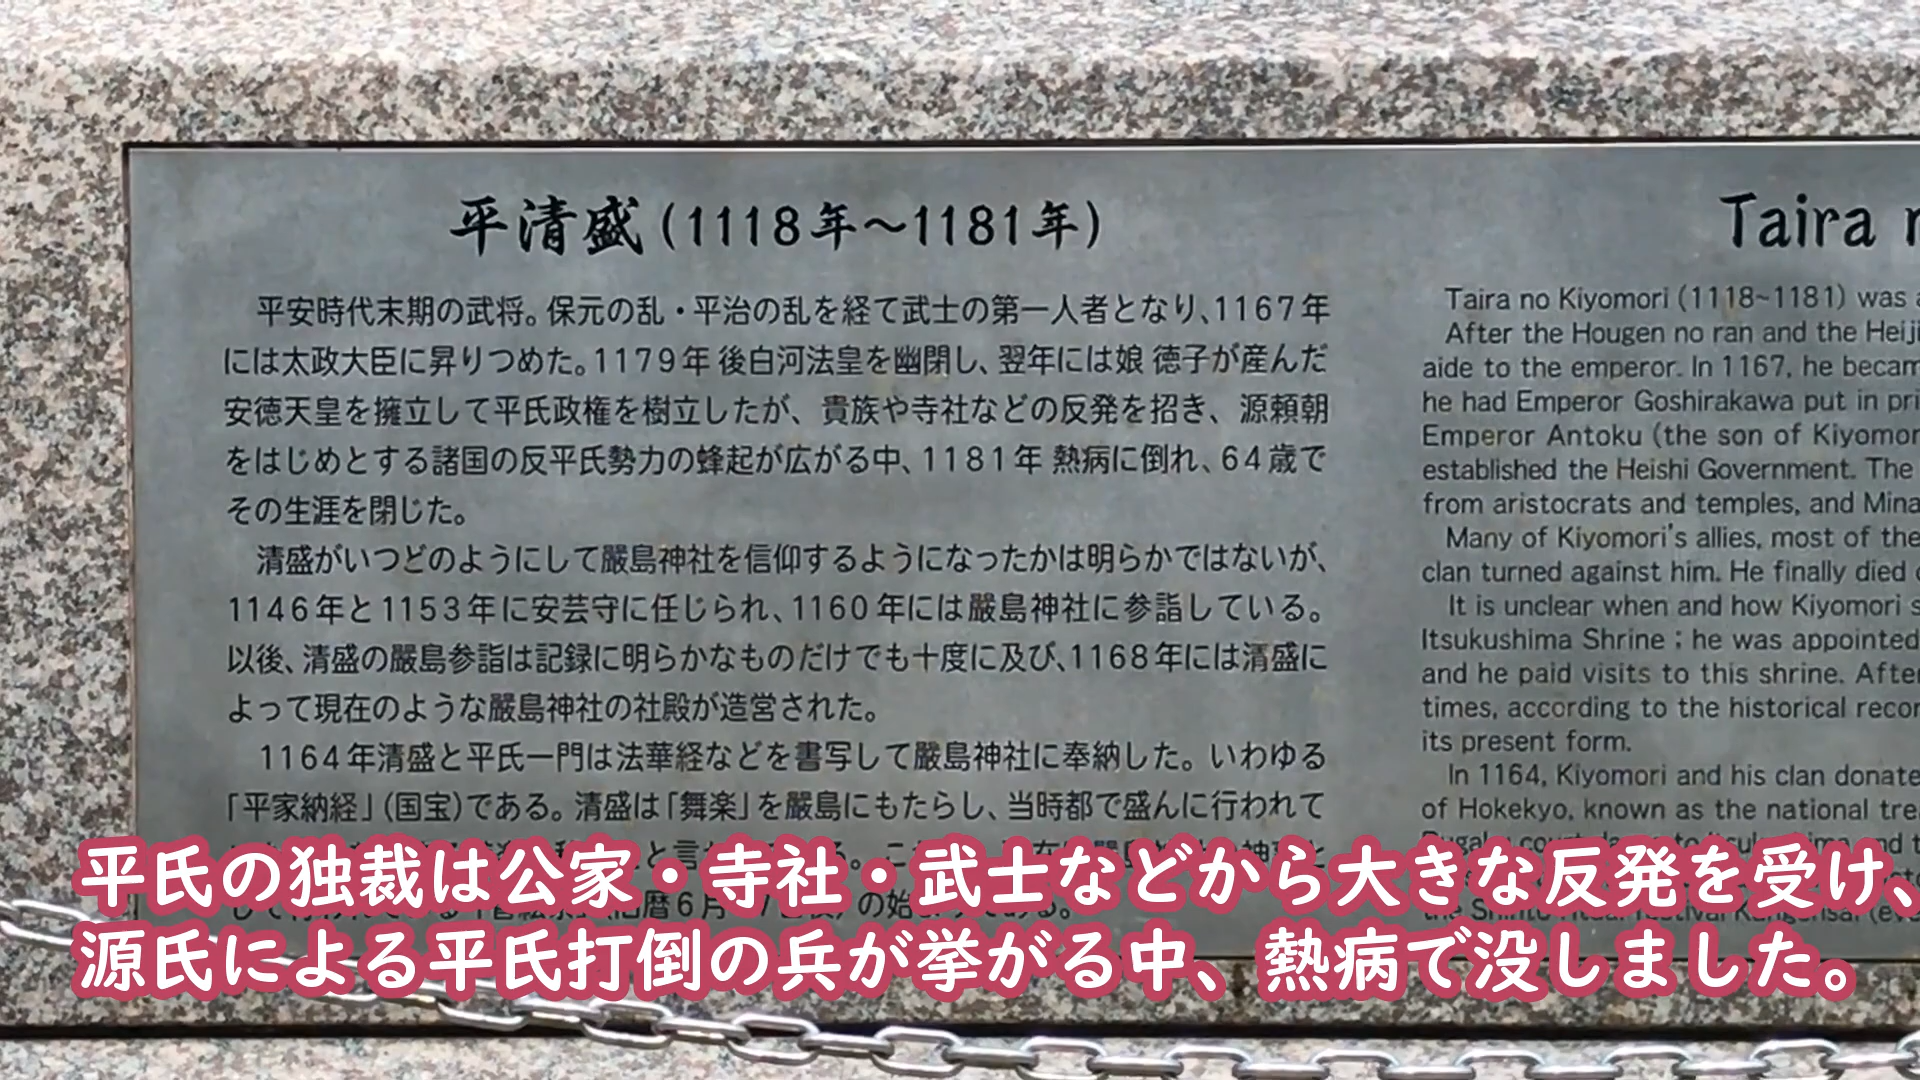 平清盛(1118年～1181年)
平安時代末期の武将。保元の乱・平治の乱を経て武士の第一人者となり、1167年
には太政大臣に昇りつめた。1179年 後白河法皇を幽閉し、翌年には娘 徳子が産んだ
安徳天皇を擁立して平氏政権を樹立したが、貴族や寺社などの反発を招き、源頼朝
をはじめとする諸国の反平氏勢力の蜂起が広がる中、1181年 熱病に倒れ、64歳で
その生涯を閉じた。
清盛がいつどのようにして嚴島神社を信仰するようになったかは明らかではないが、
1146年と1153年に安芸守に任じられ、1160年には嚴島神社に参詣している。
以後、清盛の嚴島参詣は記録に明らかなものだけでも十度に及び、1168年には清盛に
よって現在のような嚴島神社の社殿が造営された。
1164年清盛と平氏一門は法華経などを書写して嚴島神社に奉納した。いわゆる
「平家納経」(国宝)である。清盛は「舞楽」を嚴島にもたらし、当時都で盛んに行われて
Taira
Taira no Kiyomori (1118~1181) was
After the Hougen no ran and the
aide to the emperor. In 1167, he
he had Emperor Goshirakawa put in
Emperor Antoku (the son of
established the Heishi Government. The
from aristocrats and temples, and
Many of Kiyomori's allies, most of the
clan turned against him. He finally died
It is unclear when and how Kiyomori
Itsukushima Shrine ; he was appointed
and he paid visits to this shrine.
times, according to the historical
its present form.
In 1164, Kiyomori and his clan
of Hokekyo, known as the national
平氏の独裁は公家・寺社・武士などから大きな反発を受け、
源氏による平氏打倒の兵が挙がる中、熱病で没しました。